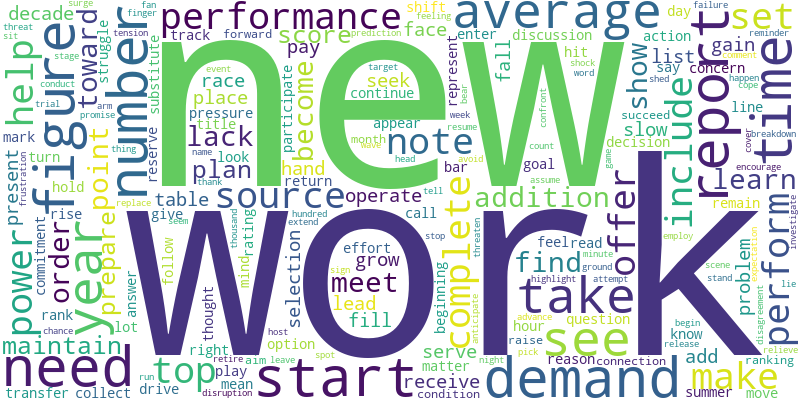 new
work
figure
number
performance
average
report
time
set
help
decade
toward
struggle
threat
sit
surge
finger
fan
tension
stage
conduct
arm
trial
promise
mark
thing
point
substitute
track
forward
feeling
prediction
shift
score
pay
face
race
seek
place
target
event
shock
word
continue
participate
become
pressure
appear
title
month
week
represent
enter
discussion
hit
fall
day
action
list
say
show
gain
concern
failure
reminder
comment
happen
cope
shed
line
succeed
slow
breakdown
cover
encourage
decision
include
learn
lack
note
plan
look
hand
name
thank
return
head
bar
goal
resume
bear
confront
count
avoid
assume
game
tell
reserve
present
frustration
turn
hold
rise
power
commitment
order
year
prepare
table
give
source
operate
addition
offer
remain
replace
seem
hundred
thousand
extend
call
stop
threaten
complete
answer
rank
chance
lot
follow
mind
rating
thought
selection
effort
grow
sign
meet
lead
fill
beginning
anticipate
find
feel
read
minute
ground
highlight
attempt
employ
scene
stand
problem
disagreement
investigate
perform
lie
maintain
need
top
right
host
option
retire
run
aim
leave
spot
play
mean
drive
disruption
transfer
collect
start
serve
matter
receive
condition
night
take
see
advance
hour
question
raise
pick
reason
connection
demand
make
know
begin
release
add
relieve
ranking
summer
move